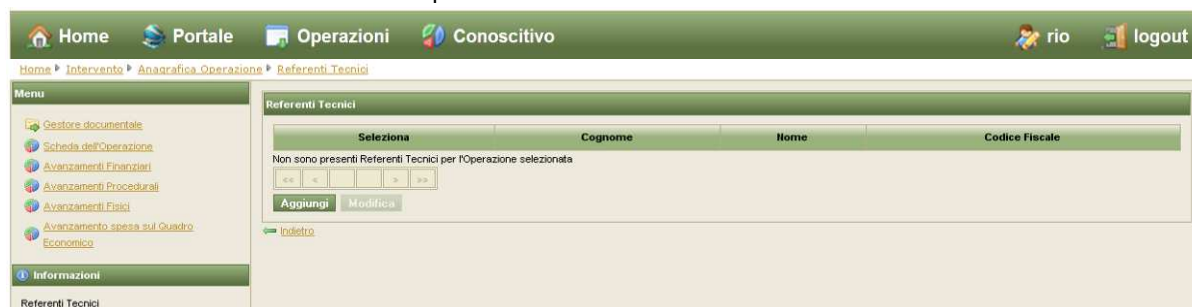 Home Portale Operazioni Conoscitivo rio logout
Home Intervento Anagrafica Operazione Referenti Tecnici
Menu
Gestore documentale
Scheda dell'Operazione
Avanzamenti Finanziari
Avanzamenti Procedurali
Avanzamenti Fisici
Avanzamento spesa sul Quadro
Economico
Informazioni
Referenti Tecnici
Referenti Tecnici
Seleziona Cognome Nome Codice Fiscale
Non sono presenti Referenti Tecnici per l'Operazione selezionata
<< < > >>
Aggiungi Modifica
Indietro